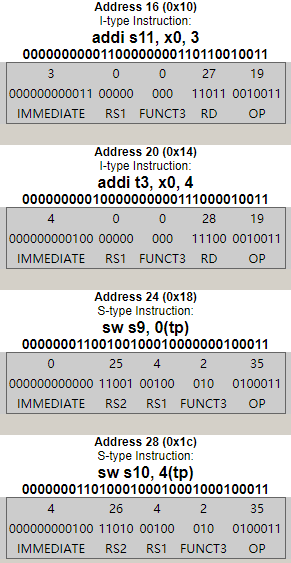 Address 16 (0x10)
I-type Instruction:
addi s11, x0, 3
00000000001100000000110110010011
3 0 0 27 19
000000000011 00000 000 11011 0010011
IMMEDIATE RS1 FUNCT3 RD OP
Address 20 (0x14)
I-type Instruction:
addi t3, x0, 4
00000000010000000000111000010011
4 0 0 28 19
000000000100 00000 000 11100 0010011
IMMEDIATE RS1 FUNCT3 RD OP
Address 24 (0x18)
S-type Instruction:
sw s9, 0(tp)
00000001100100100010000000100011
0 25 4 2 35
000000000000 11001 00100 010 0100011
IMMEDIATE RS2 RS1 FUNCT3 OP
Address 28 (0x1c)
S-type Instruction:
sw s10, 4(tp)
00000001101000100010001000100011
4 26 4 2 35
000000000100 11010 00100 010 0100011
IMMEDIATE RS2 RS1 FUNCT3 OP